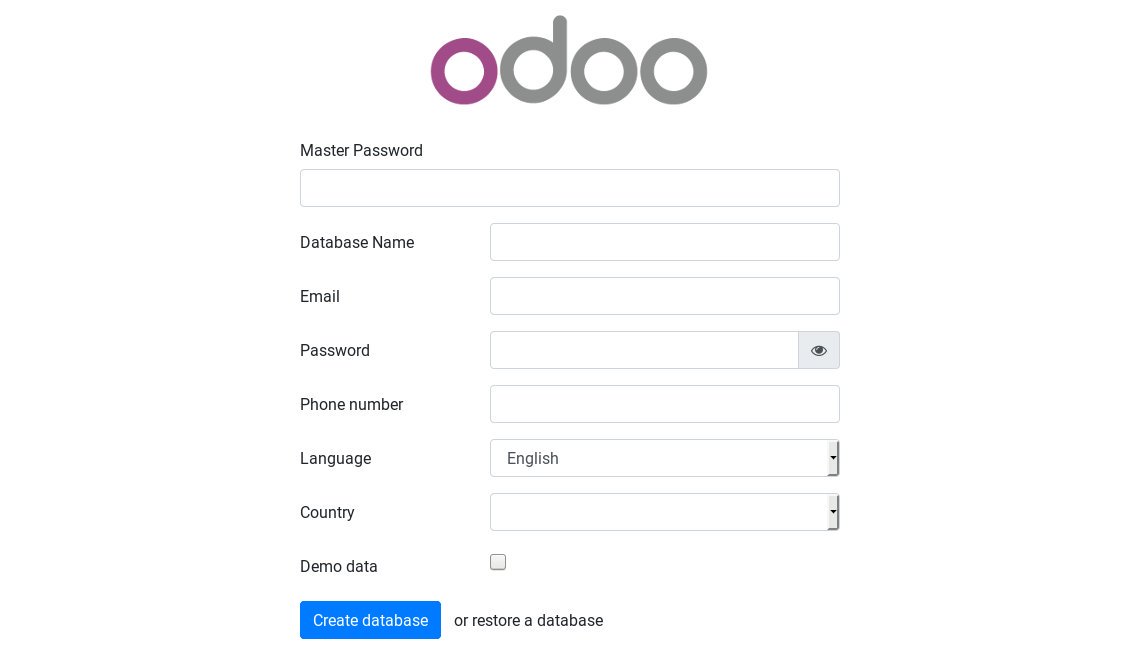 odoo
Master Password
Database Name
Email
Password
Phone number
Language English
Country
Demo data
Create database or restore a database